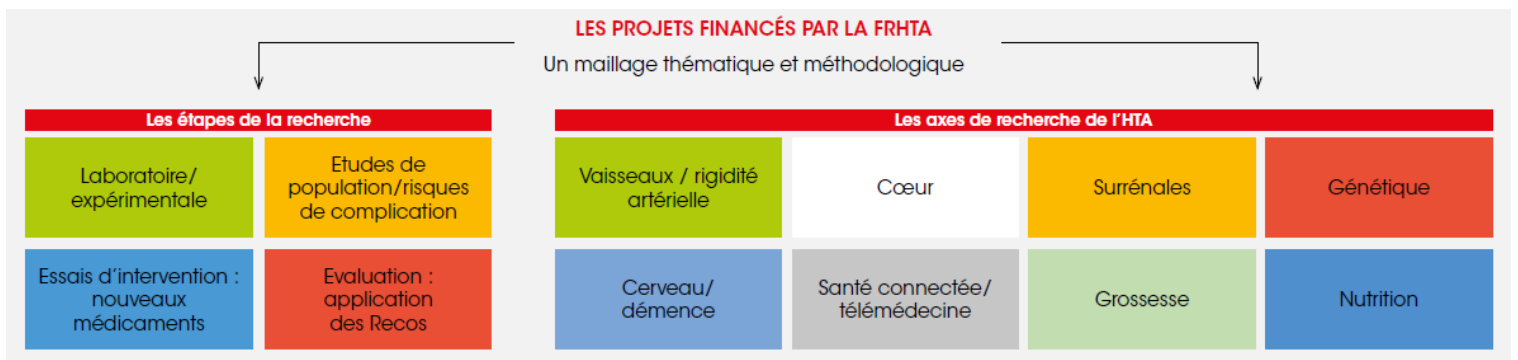 LES PROJETS FINANCÉS PAR LA FRHTA
Un maillage thématique et méthodologique
Les étapes de la recherche
Laboratoire/
expérimentale
Etudes de
population/risques
de complication
Essais d'intervention :
nouveaux
médicaments
Evaluation :
application
des Recos
Les axes de recherche de l'HTA
Vaisseaux / rigidité
artérielle
Cœur
Surrénales
Génétique
Cerveau/
démence
Santé connectée/
télémédecine
Grossesse
Nutrition